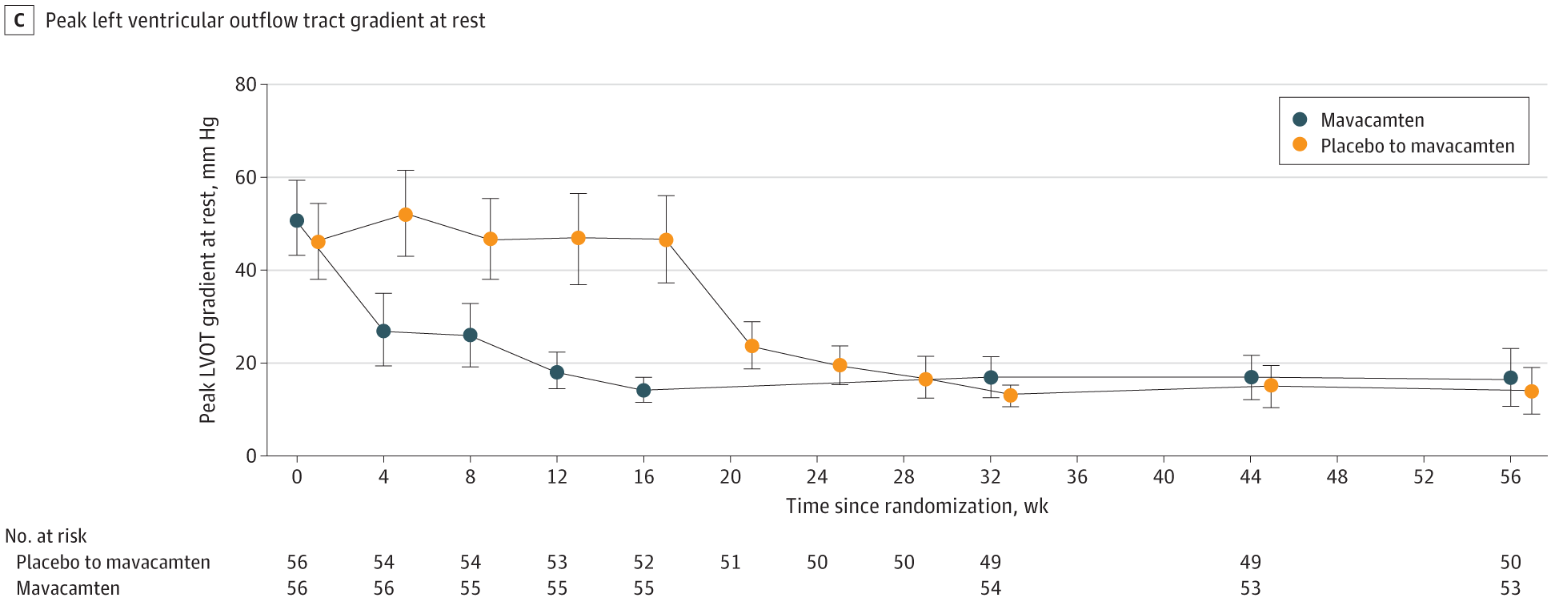 C Peak left ventricular outflow tract gradient at rest
80
60
40
20
0
Peak LVOT gradient at rest, mm Hg
Mavacamten
Placebo to mavacamten
0 4 8 12 16 20 24 28 32 36 40 44 48 52 56
Time since randomization, wk
No. at risk
Placebo to mavacamten 56 54 54 53 52 51 50 50 49 49 50
Mavacamten 56 56 55 55 55 54 53 53